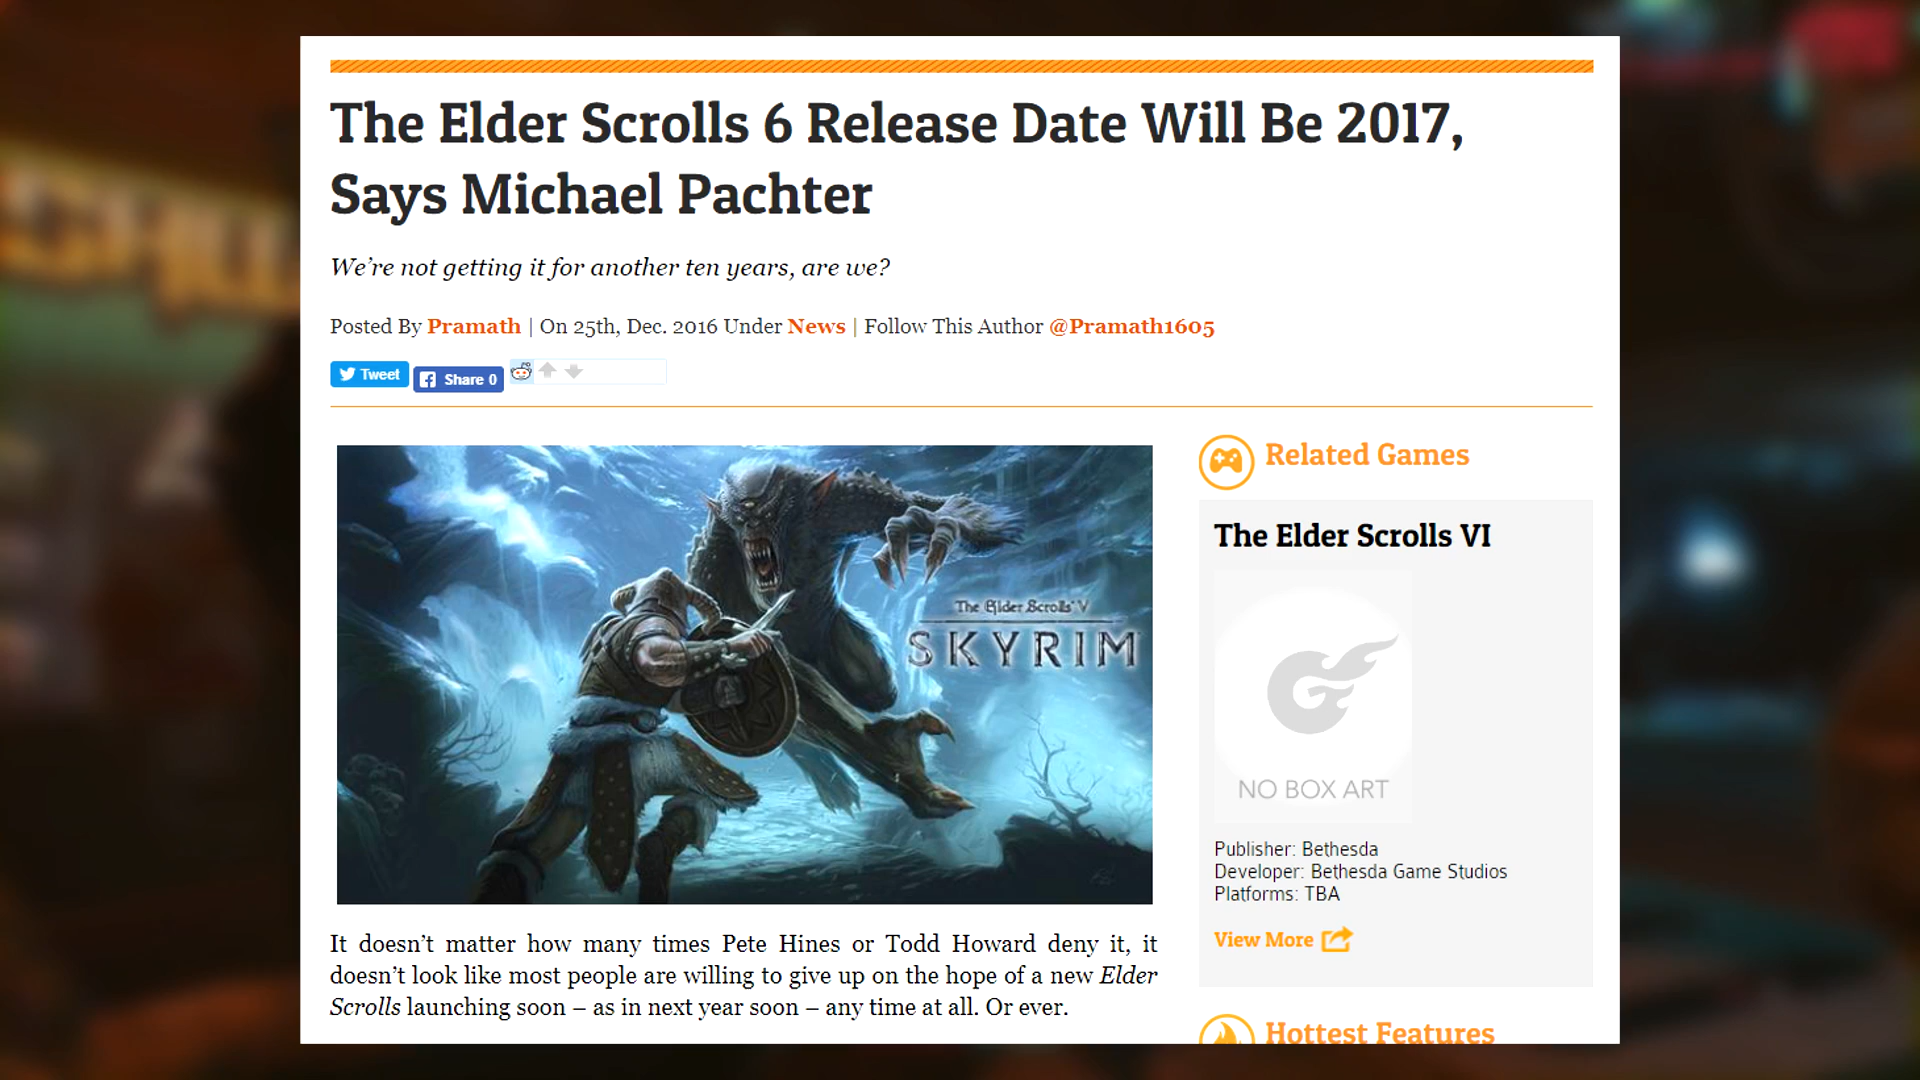 The Elder Scrolls 6 Release Date Will Be 2017,
Says Michael Pachter
We're not getting it for another ten years, are we?
Posted By Pramath | On 25th, Dec. 2016 Under News | Follow This Author @Pramath1605
Tweet
Share 0
The Elder Scrolls V
SKYRIM
It doesn't matter how many times Pete Hines or Todd Howard deny it, it
doesn't look like most people are willing to give up on the hope of a new Elder
Scrolls launching soon – as in next year soon – any time at all. Or ever.
Related Games
The Elder Scrolls VI
G
NO BOX ART
Publisher: Bethesda
Developer: Bethesda Game Studios
Platforms: TBA
View More
Hottest Features